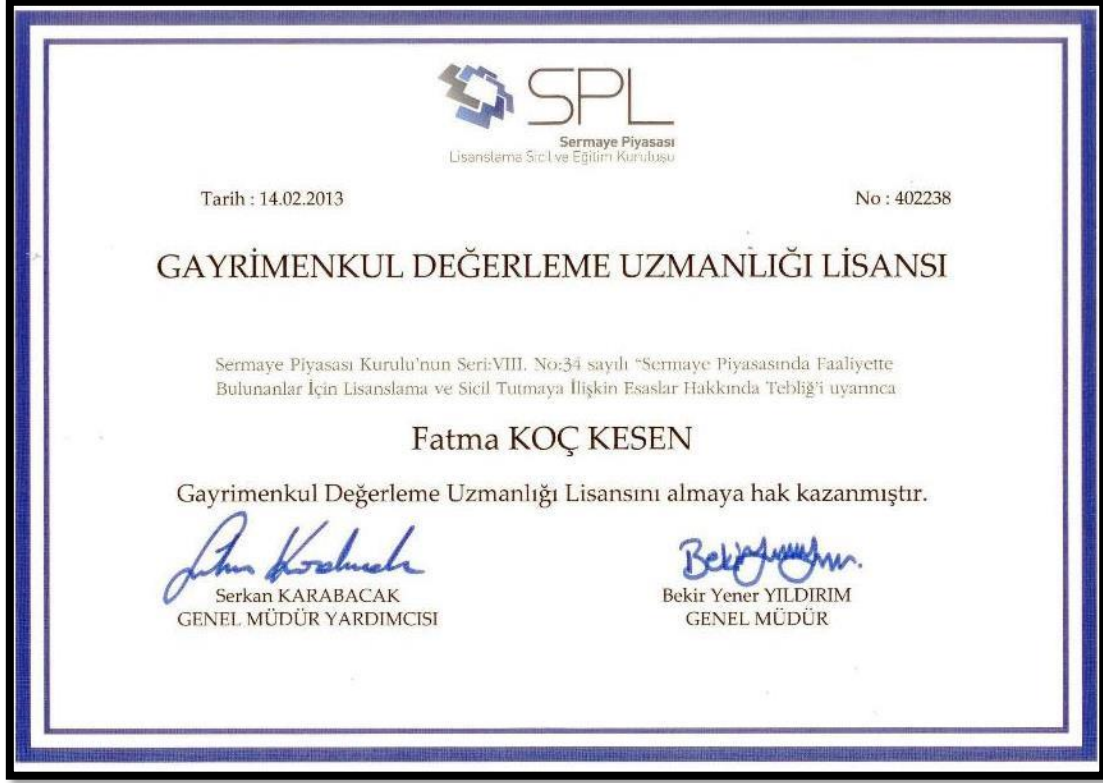 SPL
Sermaye Piyasası
Lisanslama Sicil ve Eğitim Kuruluşu
Tarih : 14.02.2013
No : 402238
GAYRİMENKUL DEĞERLEME UZMANLIĞI LİSANSI
Sermaye Piyasası Kurulu'nun Seri:VIII. No:34 sayılı "Sermaye Piyasasında Faaliyette
Bulunanlar İçin Lisanslama ve Sicil Tutmaya İlişkin Esaslar Hakkında Tebliğ'i uyarınca
Fatma KOÇ KESEN
Gayrimenkul Değerleme Uzmanlığı Lisansını almaya hak kazanmıştır.
Serkan KARABACAK
GENEL MÜDÜR YARDIMCISI
Bekir Yener YILDIRIM
GENEL MÜDÜR